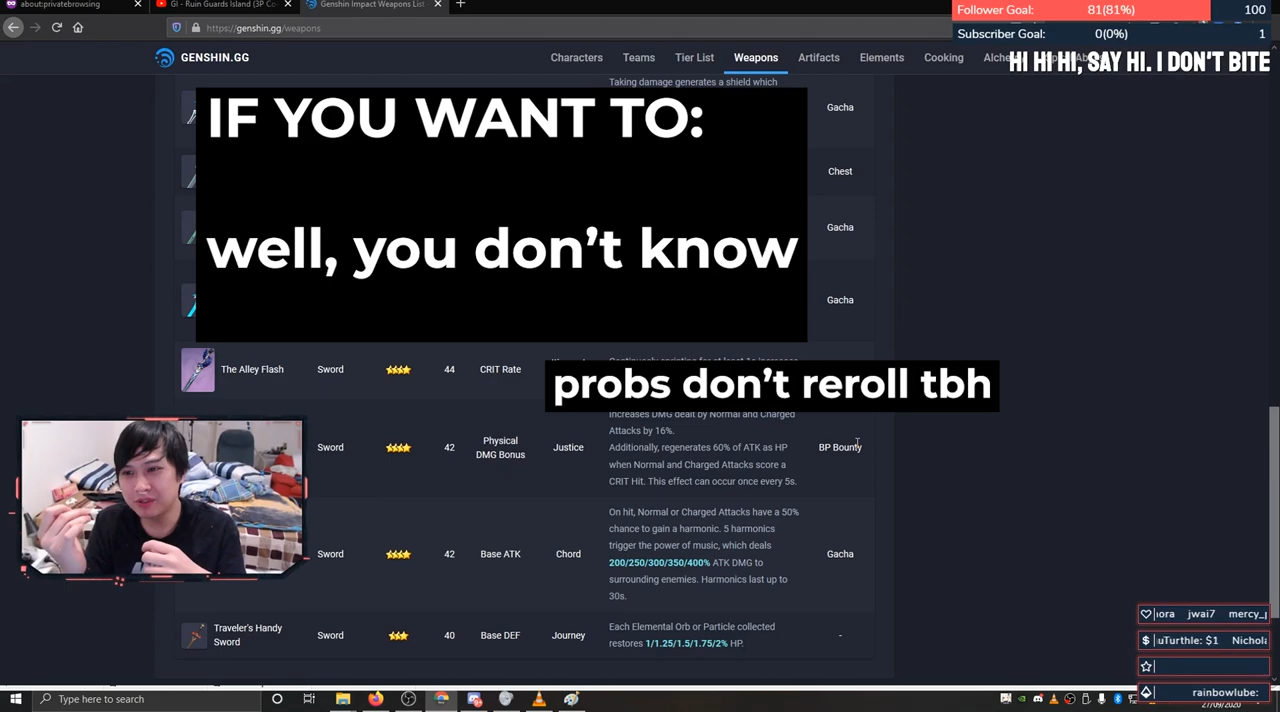 about:privatebrowsing
GI - Ruin Guards Island (3P Co
Genshin Impact Weapons List -
Follower Goal: 81(81%) 100
Subscriber Goal: 0(0%) 1
https://genshin.gg/weapons
HI HI HI, SAY HI. I DON'T BITE
GENSHIN.GG
Characters Teams Tier List Weapons Artifacts Elements Cooking Alche
Taking damage generates a shield which
Gacha
IF YOU WANT TO:
Chest
well, you don't know
Gacha
Gacha
The Alley Flash Sword 44 CRIT Rate
probs don't reroll tbh
Sword 42 Physical DMG Bonus Justice
Increases DMG dealt by Normal and Charged
Attacks by 16%.
Additionally, regenerates 60% of ATK as HP
when Normal and Charged Attacks score a
CRIT Hit. This effect can occur once every 5s.
BP Bounty
Sword 42 Base ATK Chord
On hit, Normal or Charged Attacks have a 50%
chance to gain a harmonic. 5 harmonics
trigger the power of music, which deals
200/250/300/350/400% ATK DMG to
surrounding enemies. Harmonics last up to
30s.
Gacha
Traveler's Handy
Sword
Sword 40 Base DEF Journey
Each Elemental Orb or Particle collected
restores 1/1.25/1.5/1.75/2% HP.
-
jwai7
uTurthle: $1 Nichola
rainbowlube:
Type here to search
27/09/2020